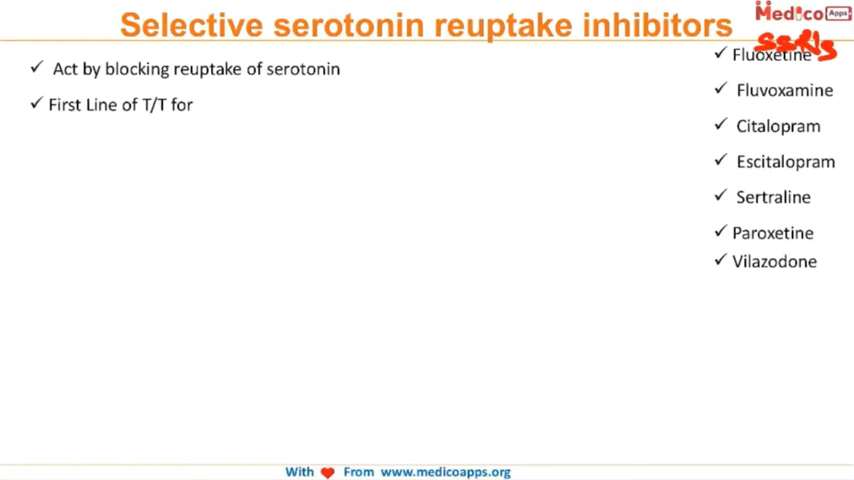 Selective serotonin reuptake inhibitors
Medico Apps
SSRIs
✓ Act by blocking reuptake of serotonin
✓ First Line of T/T for
✓ Fluoxetine
✓ Fluvoxamine
✓ Citalopram
✓ Escitalopram
✓ Sertraline
✓ Paroxetine
✓ Vilazodone
With ❤ From www.medicoapps.org